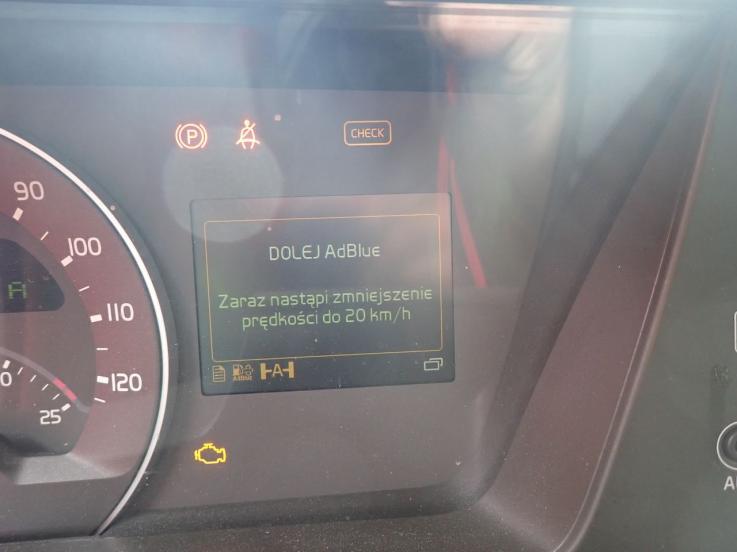 P
CHECK
90
100
A
110
120
25
DOLEJ AdBlue
Zaraz nastąpi zmniejszenie
prędkości do 20 km/h
AdBlue
A